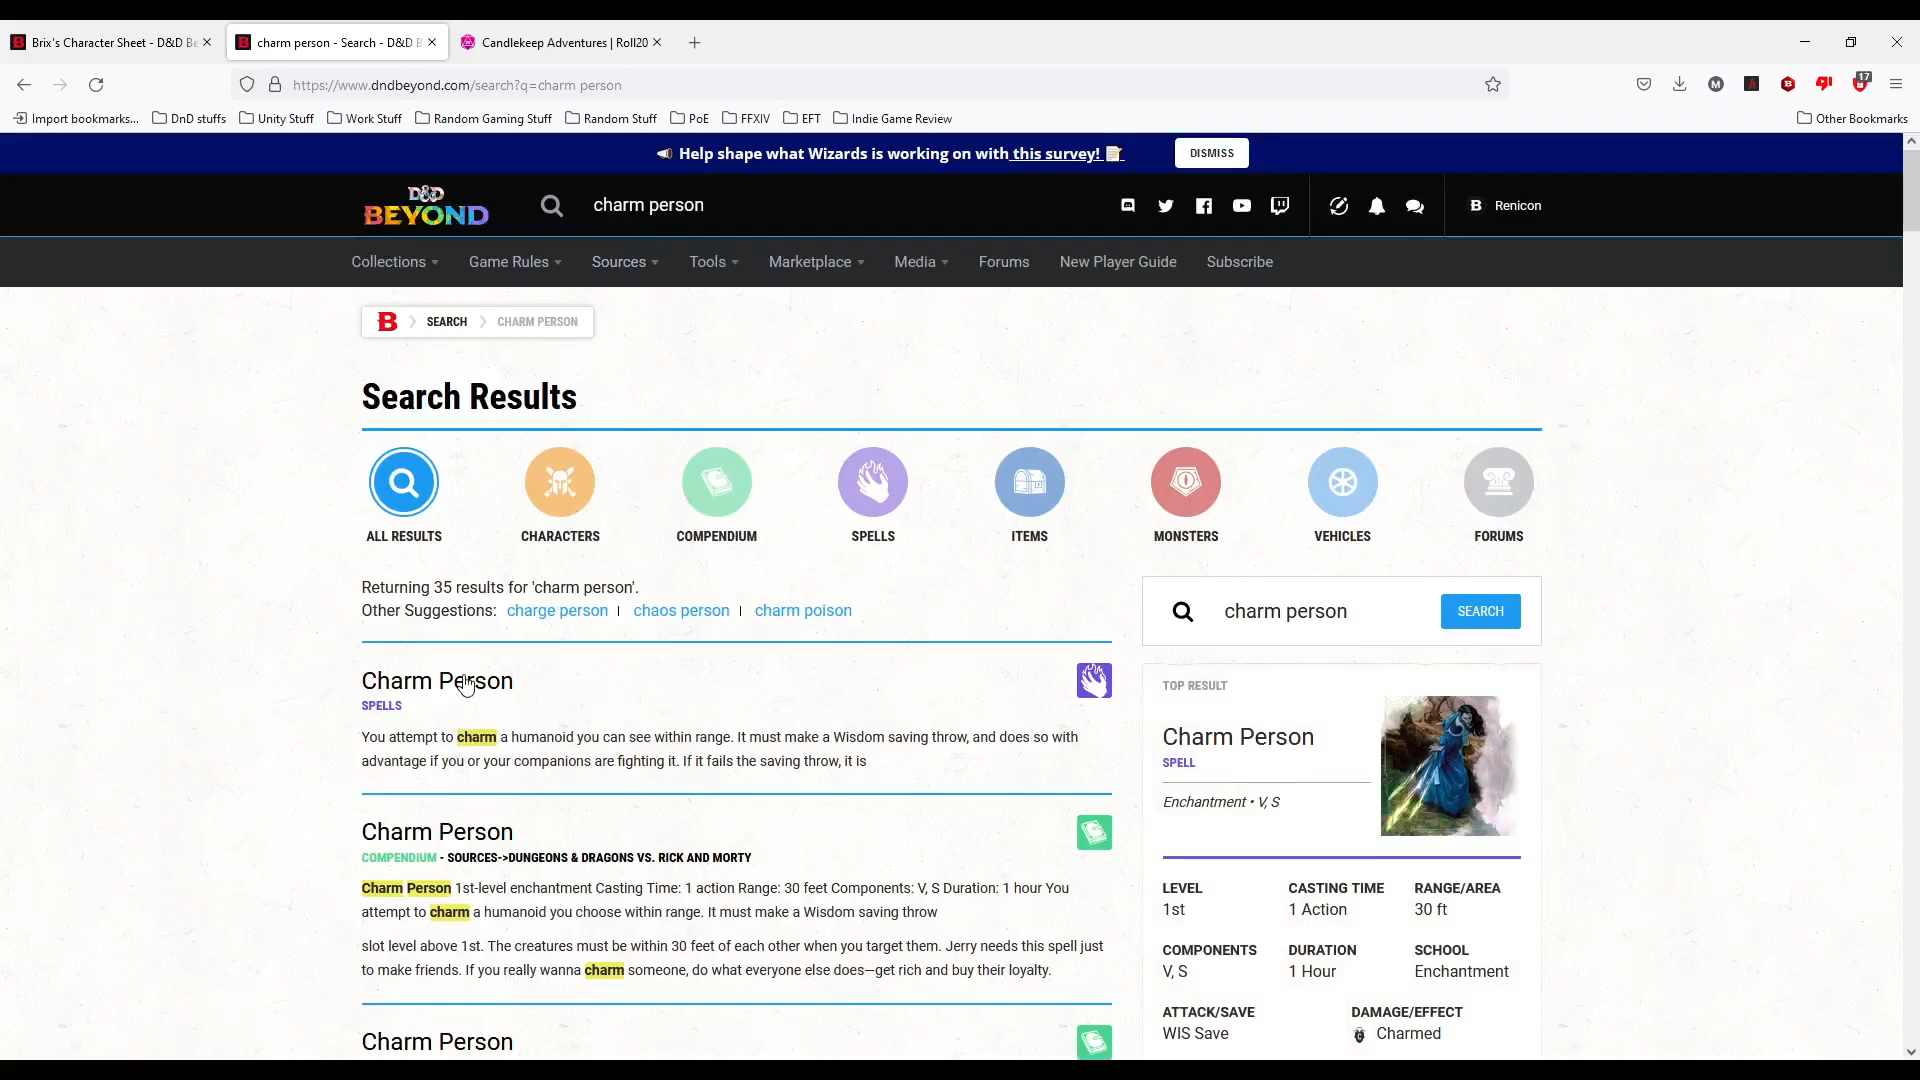 Brix's Character Sheet - D&D Be
charm person - Search - D&D B
Candlekeep Adventures | Roll20
https://www.dndbeyond.com/search?q=charm person
17
Import bookmarks...
DnD stuffs
Unity Stuff
Work Stuff
Random Gaming Stuff
Random Stuff
PoE
FFXIV
EFT
Indie Game Review
Other Bookmarks
Help shape what Wizards is working on with this survey!
DISMISS
D&D
BEYOND
charm person
Renicon
Collections
Game Rules
Sources
Tools
Marketplace
Media
Forums
New Player Guide
Subscribe
SEARCH
CHARM PERSON
Search Results
ALL RESULTS
CHARACTERS
COMPENDIUM
SPELLS
ITEMS
MONSTERS
VEHICLES
FORUMS
Returning 35 results for 'charm person'.
Other Suggestions: charge person | chaos person | charm poison
Charm Person
SPELLS
You attempt to charm a humanoid you can see within range. It must make a Wisdom saving throw, and does so with
advantage if you or your companions are fighting it. If it fails the saving throw, it is
Charm Person
COMPENDIUM - SOURCES->DUNGEONS & DRAGONS VS. RICK AND MORTY
Charm Person 1st-level enchantment Casting Time: 1 action Range: 30 feet Components: V, S Duration: 1 hour You
attempt to charm a humanoid you choose within range. It must make a Wisdom saving throw
slot level above 1st. The creatures must be within 30 feet of each other when you target them. Jerry needs this spell just
to make friends. If you really wanna charm someone, do what everyone else does—get rich and buy their loyalty.
Charm Person
charm person
SEARCH
TOP RESULT
Charm Person
SPELL
Enchantment • V, S
LEVEL
1st
CASTING TIME
1 Action
RANGE/AREA
30 ft
COMPONENTS
V, S
DURATION
1 Hour
SCHOOL
Enchantment
ATTACK/SAVE
WIS Save
DAMAGE/EFFECT
Charmed